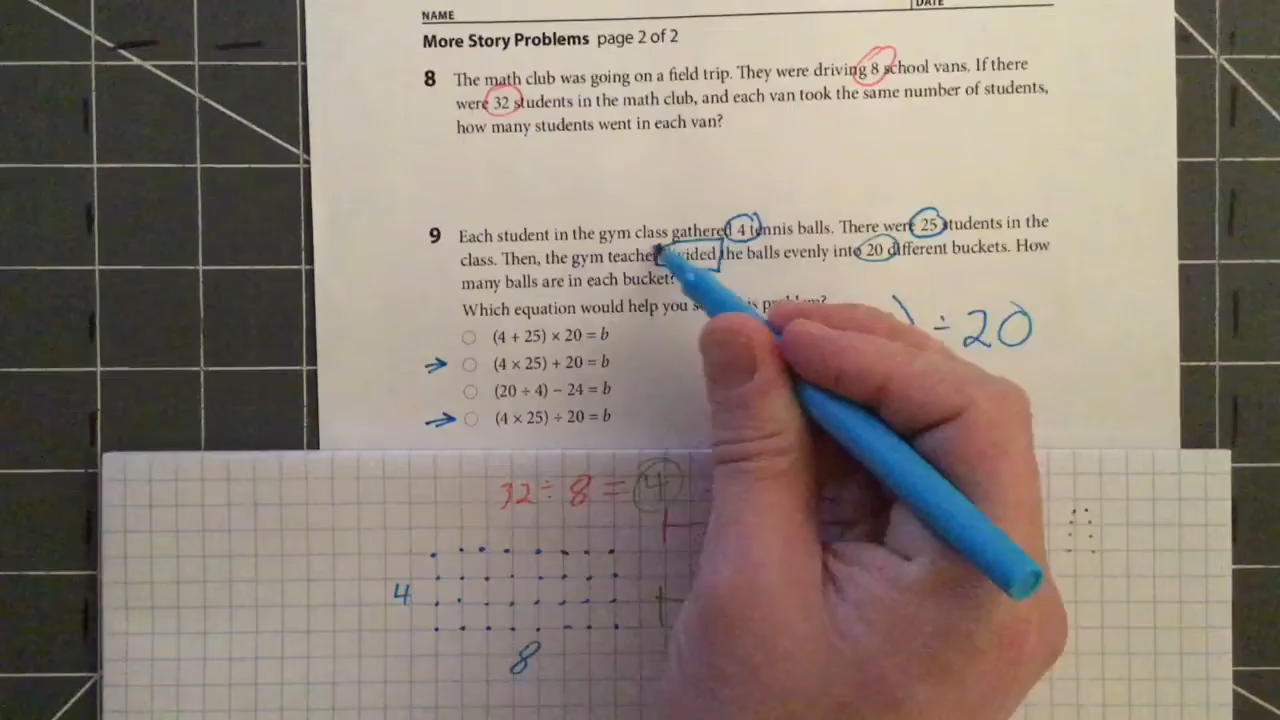 NAME
DATE
More Story Problems page 2 of 2
8 The math club was going on a field trip. They were driving 8 school vans. If there
were 32 students in the math club, and each van took the same number of students,
how many students went in each van?
9 Each student in the gym class gathered 4 tennis balls. There were 25 students in the
class. Then, the gym teacher divided the balls evenly into 20 different buckets. How
many balls are in each bucket?
Which equation would help you this problem?
) ÷ 20
(4 + 25) × 20 = b
→ (4 × 25) + 20 = b
(20 ÷ 4) − 24 = b
→ (4 × 25) ÷ 20 = b
32 ÷ 8 = 4
4
8